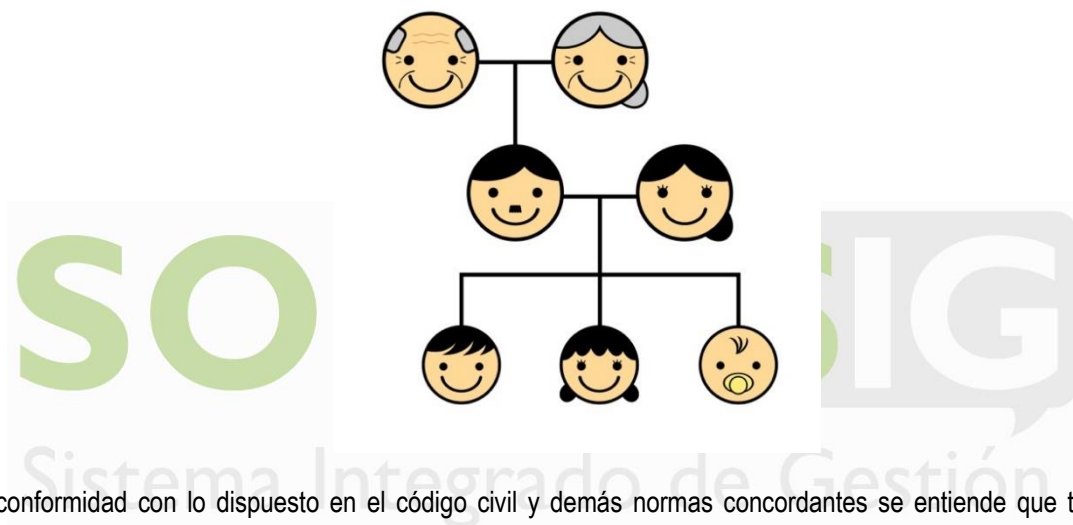 SO
SIG
Sistema Integrado de Gestión
conformidad con lo dispuesto en el código civil y demás normas concordantes se entiende que